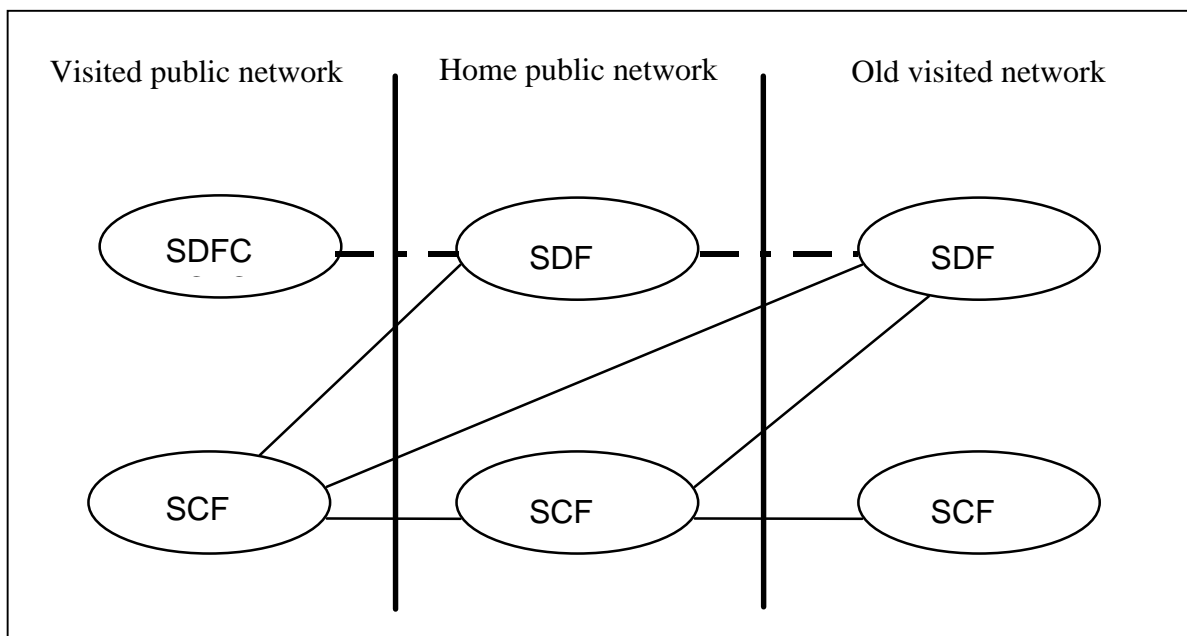 Visited public network
Home public network
Old visited network
SDFC
SDF
SDF
SCF
SCF
SCF